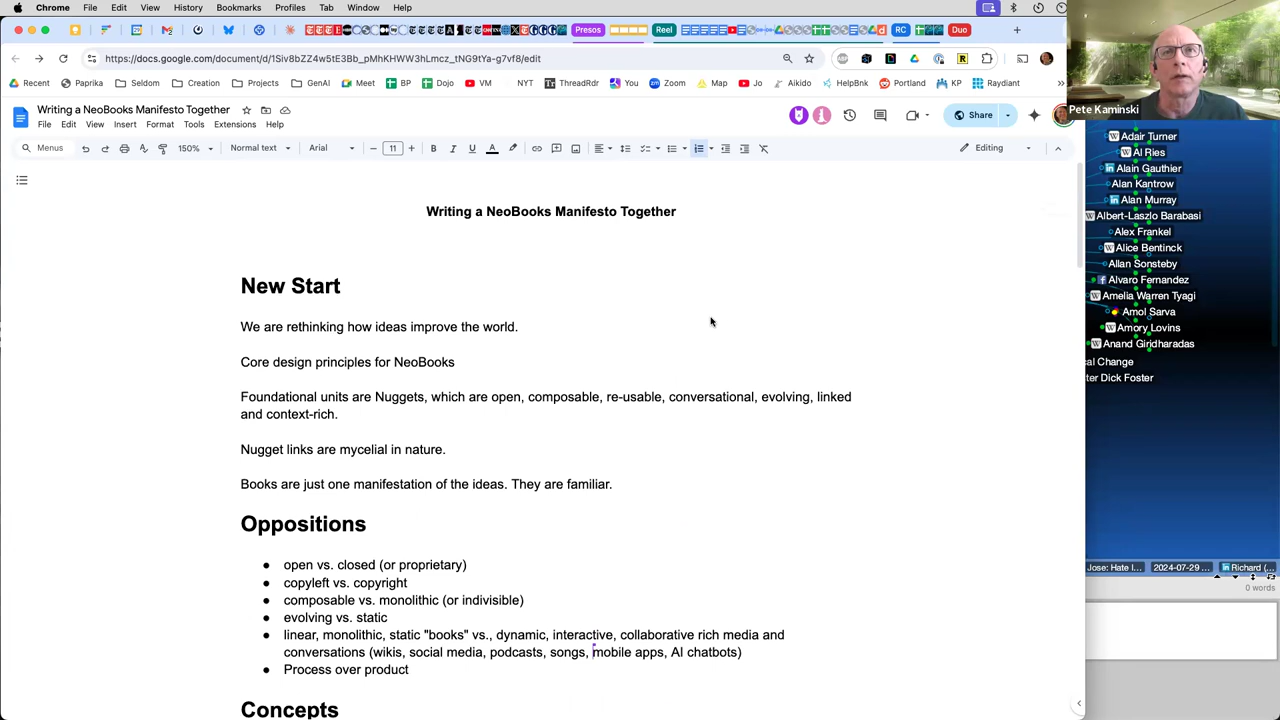 Chrome File Edit View History Bookmarks Profiles Tab Window Help
Presos Reel RC Duo
https://docs.google.com/document/d/1Siv8bZZ4w5tE3Bb_pMhKHWW3hLmcz_tNG9tYa-g7vf8/edit
Recent Paprika Session Production Projects GenAI Meet BP Dojo VM NYT ThreadRdr You Zoom Map Jo Aikido HelpBnk Portland KP Raydiant
Pete Kaminski
Writing a NeoBooks Manifesto Together
File Edit View Insert Format Tools Extensions Help
Share
Menus 150% Normal text Arial 11 Editing
Writing a NeoBooks Manifesto Together
New Start
We are rethinking how ideas improve the world.
Core design principles for NeoBooks
Foundational units are Nuggets, which are open, composable, re-usable, conversational, evolving, linked
and context-rich.
Nugget links are mycelial in nature.
Books are just one manifestation of the ideas. They are familiar.
Oppositions
● open vs. closed (or proprietary)
● copyleft vs. copyright
● composable vs. monolithic (or indivisible)
● evolving vs. static
● linear, monolithic, static "books" vs., dynamic, interactive, collaborative rich media and
conversations (wikis, social media, podcasts, songs, mobile apps, AI chatbots)
● Process over product
Concepts
Adair Turner
Al Ries
Alain Gauthier
Alan Kantrow
Alan Murray
Albert-Laszlo Barabasi
Alex Frankel
Alice Bentinck
Allan Sonsteby
Alvaro Fernandez
Amelia Warren Tyagi
Amol Sarva
Amory Lovins
Anand Giridharadas
cal Change
ter Dick Foster
Jose: Hate I... 2024-07-29 ... Richard (...
0 words